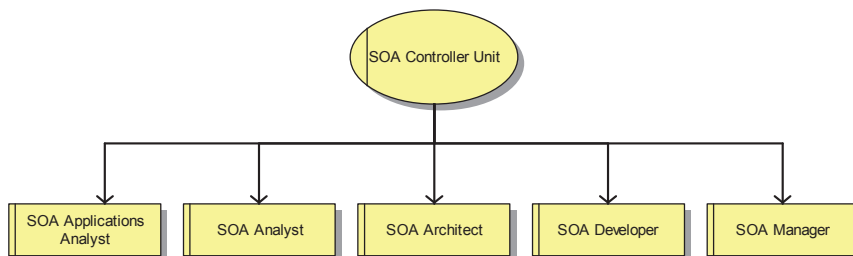 SOA Controller Unit
SOA Applications
Analyst
SOA Analyst
SOA Architect
SOA Developer
SOA Manager